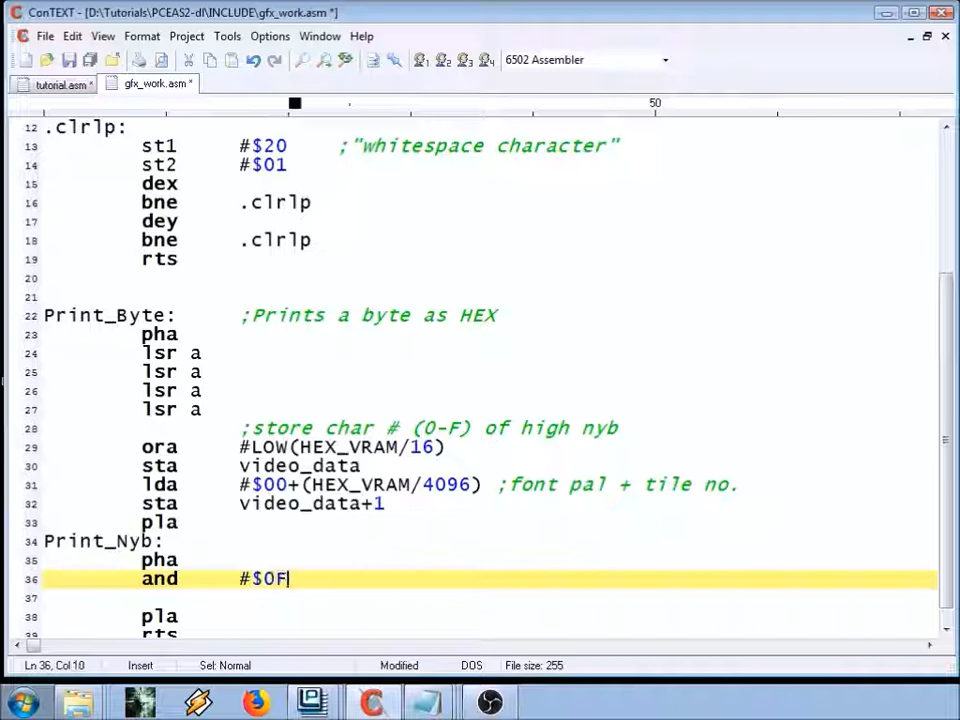 ConTEXT - [D:\Tutorials\PCEAS2-dl\INCLUDE\gfx_work.asm *]
File Edit View Format Project Tools Options Window Help
1 2 3 4 6502 Assembler
tutorial.asm * gfx_work.asm *
50
12 .clrlp:
13 st1 #$20 ;"whitespace character"
14 st2 #$01
15 dex
16 bne .clrlp
17 dey
18 bne .clrlp
19 rts
20
21
22 Print_Byte: ;Prints a byte as HEX
23 pha
24 lsr a
25 lsr a
26 lsr a
27 lsr a
28 ;store char # (0-F) of high nyb
29 ora #LOW(HEX_VRAM/16)
30 sta video_data
31 lda #$00+(HEX_VRAM/4096) ;font pal + tile no.
32 sta video_data+1
33 pla
34 Print_Nyb:
35 pha
36 and #$0F
37
38 pla
39 rts
Ln 36, Col 10 Insert Sel: Normal Modified DOS File size: 255